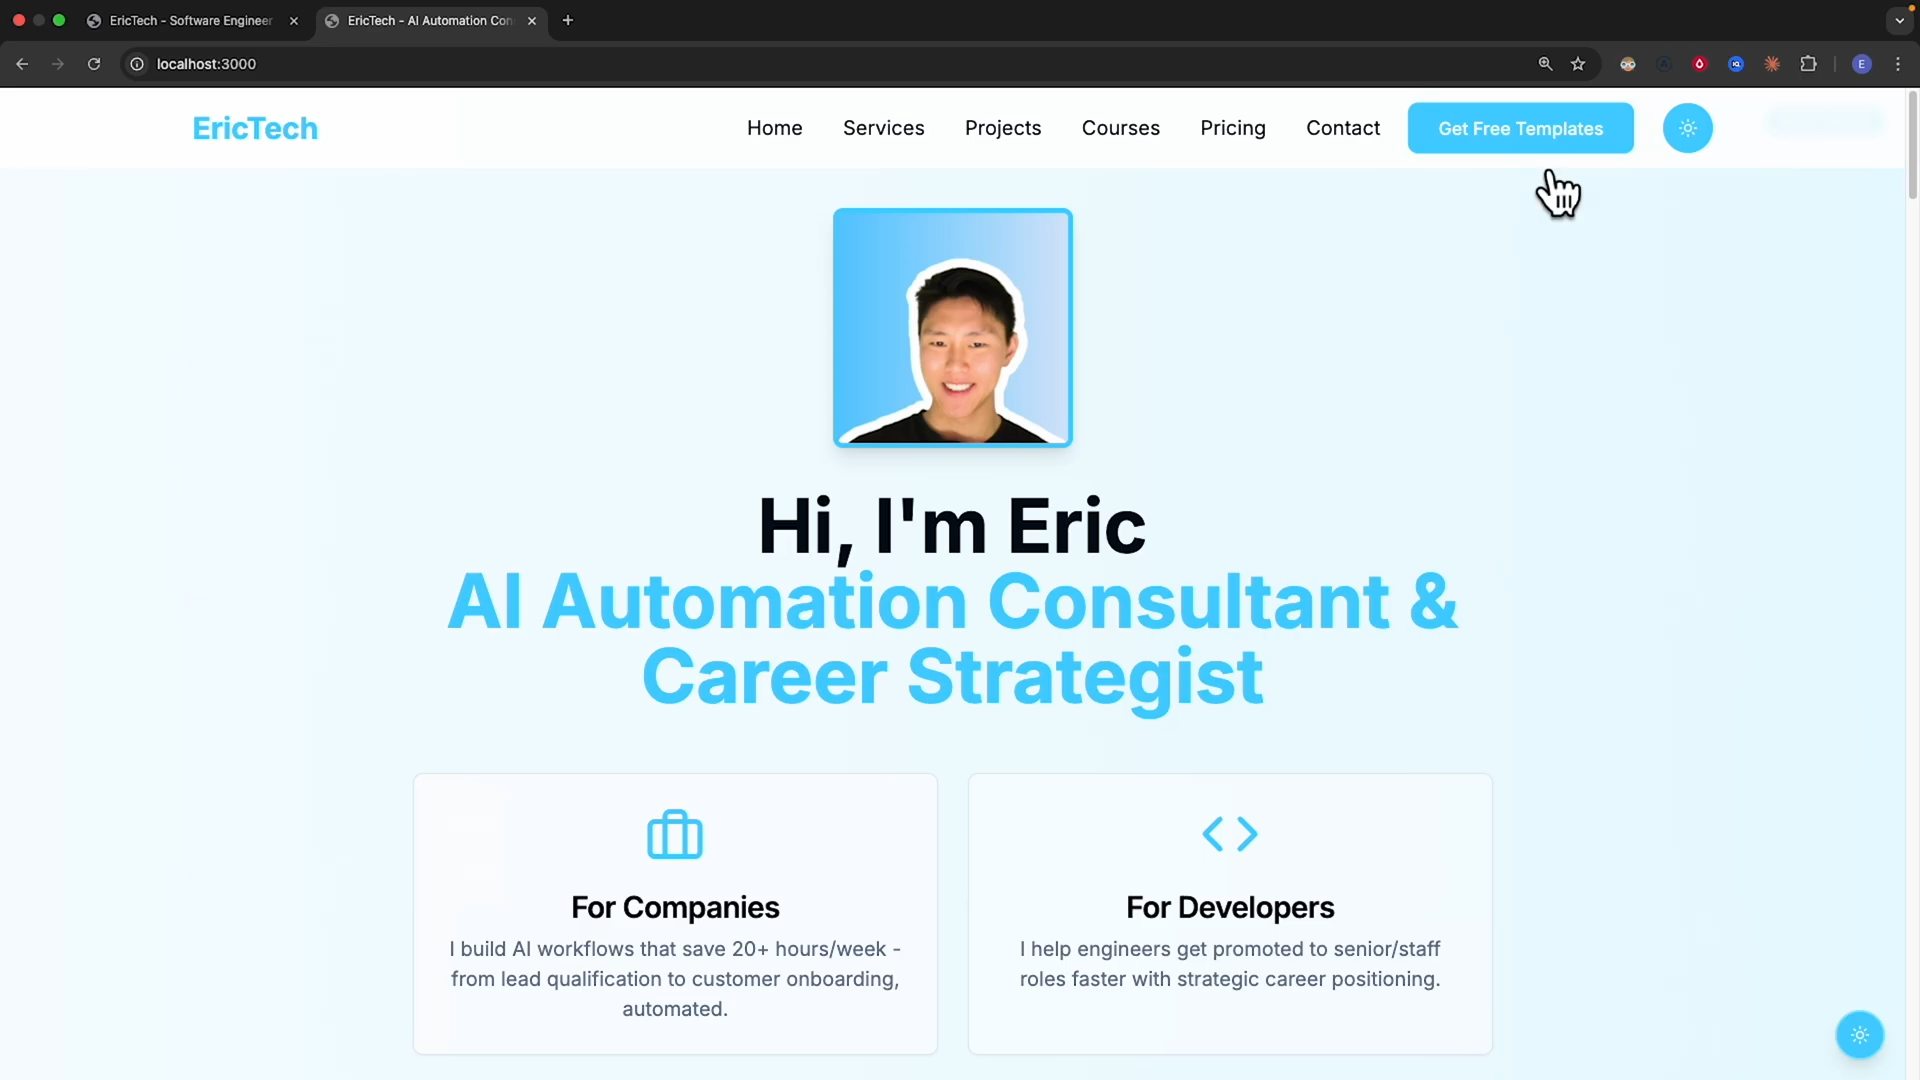 EricTech - Software Engineer
EricTech - AI Automation Con
localhost:3000
E
EricTech
Home
Services
Projects
Courses
Pricing
Contact
Get Free Templates
Hi, I'm Eric
AI Automation Consultant &
Career Strategist
For Companies
I build AI workflows that save 20+ hours/week -
from lead qualification to customer onboarding,
automated.
For Developers
I help engineers get promoted to senior/staff
roles faster with strategic career positioning.